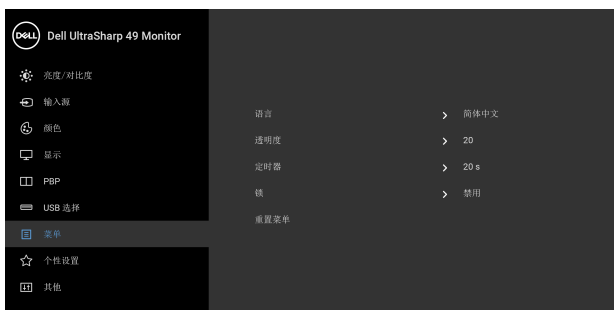 DELL
Dell UltraSharp 49 Monitor
亮度/对比度
输入源
颜色
显示
PBP
USB 选择
菜单
个性设置
其他
语言 简体中文
透明度 20
定时器 20 s
锁 禁用
重置菜单